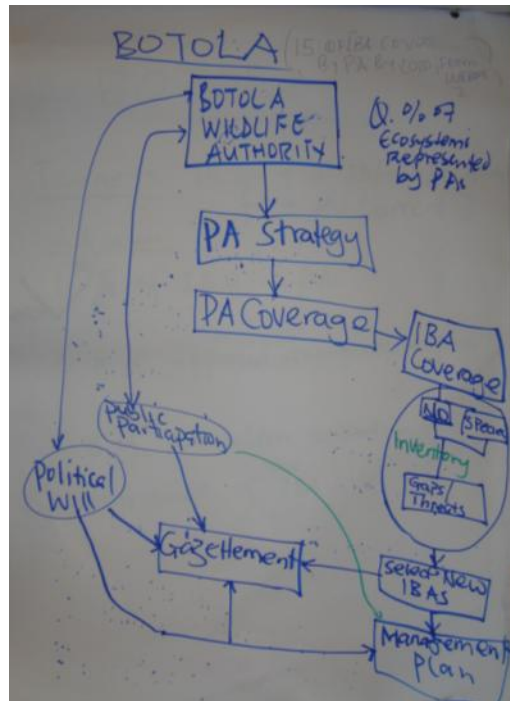 BOTOLA
BOTOLA
WILDLIFE
AUTHORITY
Q. % of
Ecosystems
Represented
by PAs
PA Strategy
PA Coverage
IBA
Coverage
NO
Inventory
Gaps/
Threats
Public
Participation
Political
Will
Gazettement
Select New
IBAs
Management
Plan